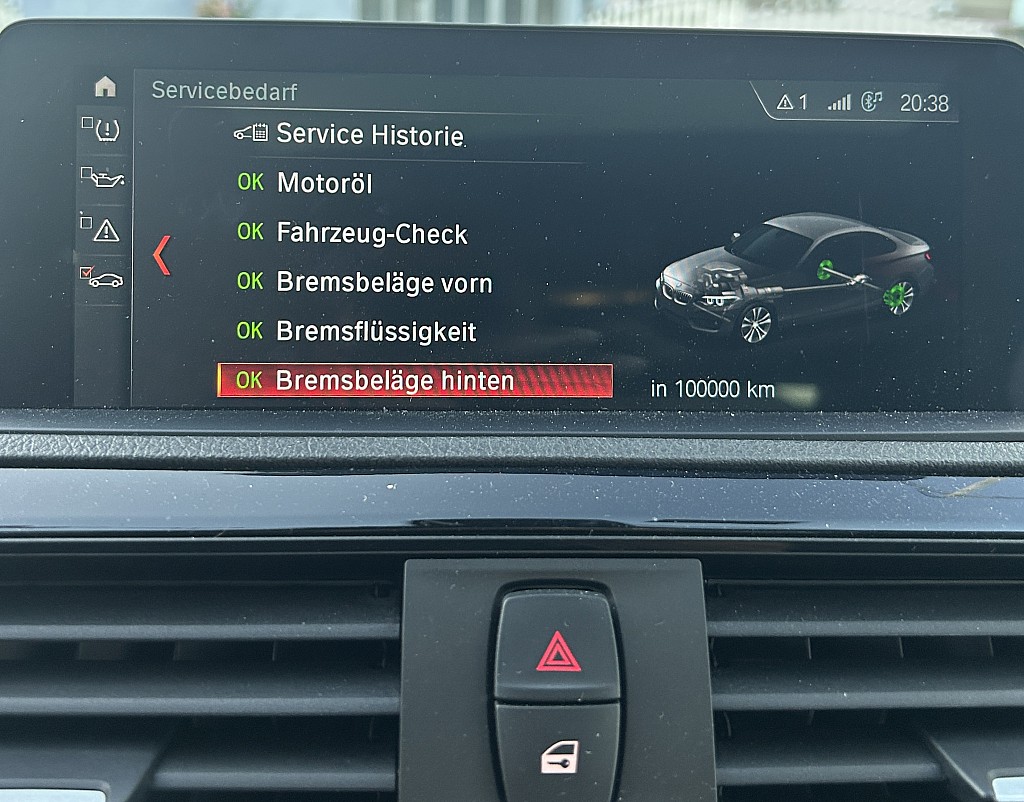 Servicebedarf
1 20:38
Service Historie
OK Motoröl
OK Fahrzeug-Check
OK Bremsbeläge vorn
OK Bremsflüssigkeit
OK Bremsbeläge hinten
in 100000 km